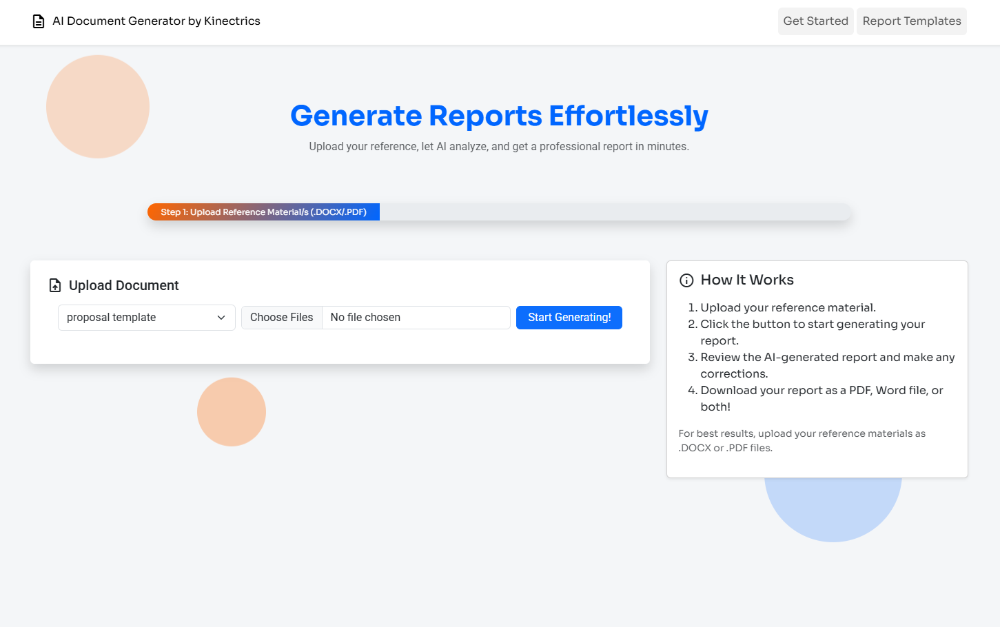 AI Document Generator by Kinectrics
Get Started
Report Templates
Generate Reports Effortlessly
Upload your reference, let AI analyze, and get a professional report in minutes.
Step 1: Upload Reference Material/s (.DOCX/.PDF)
Upload Document
proposal template
Choose Files
No file chosen
Start Generating!
How It Works
1. Upload your reference material.
2. Click the button to start generating your
report.
3. Review the AI-generated report and make any
corrections.
4. Download your report as a PDF, Word file, or
both!
For best results, upload your reference materials as
.DOCX or .PDF files.